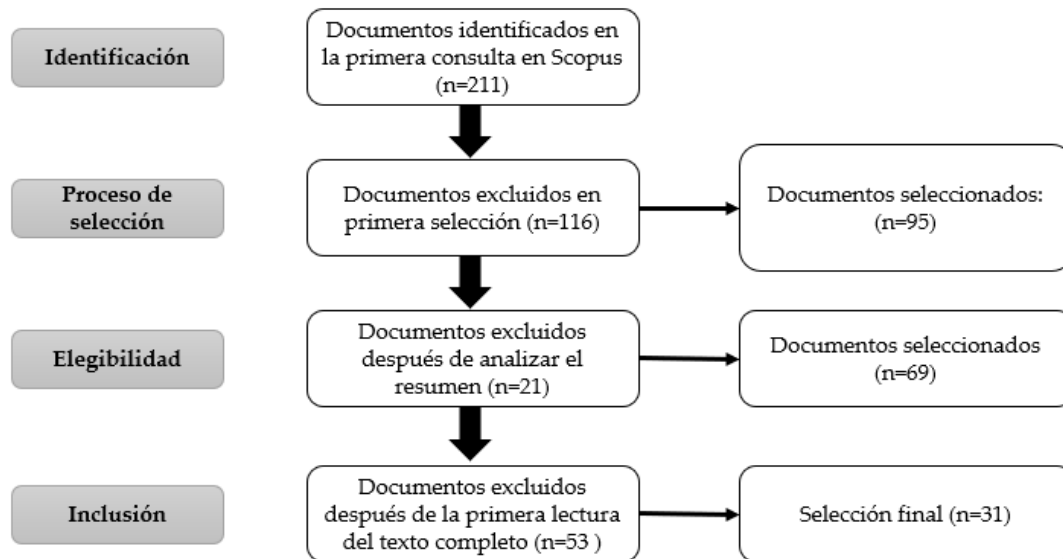 Identificación
Documentos identificados en
la primera consulta en Scopus
(n=211)
Proceso de
selección
Documentos excluidos en
primera selección (n=116)
Documentos seleccionados:
(n=95)
Elegibilidad
Documentos excluidos
después de analizar el
resumen (n=21)
Documentos seleccionados
(n=69)
Inclusión
Documentos excluidos
después de la primera lectura
del texto completo (n=53 )
Selección final (n=31)